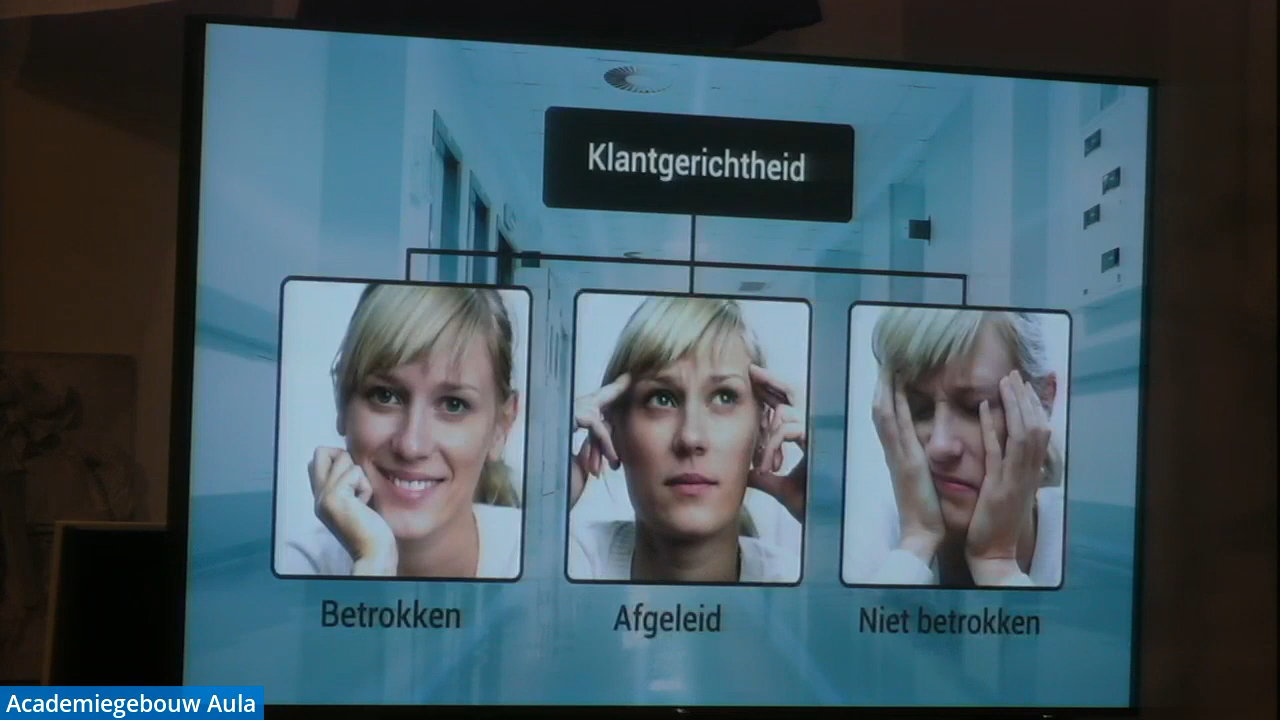 Klantgerichtheid
Betrokken
Afgeleid
Niet betrokken
Academiegebouw Aula